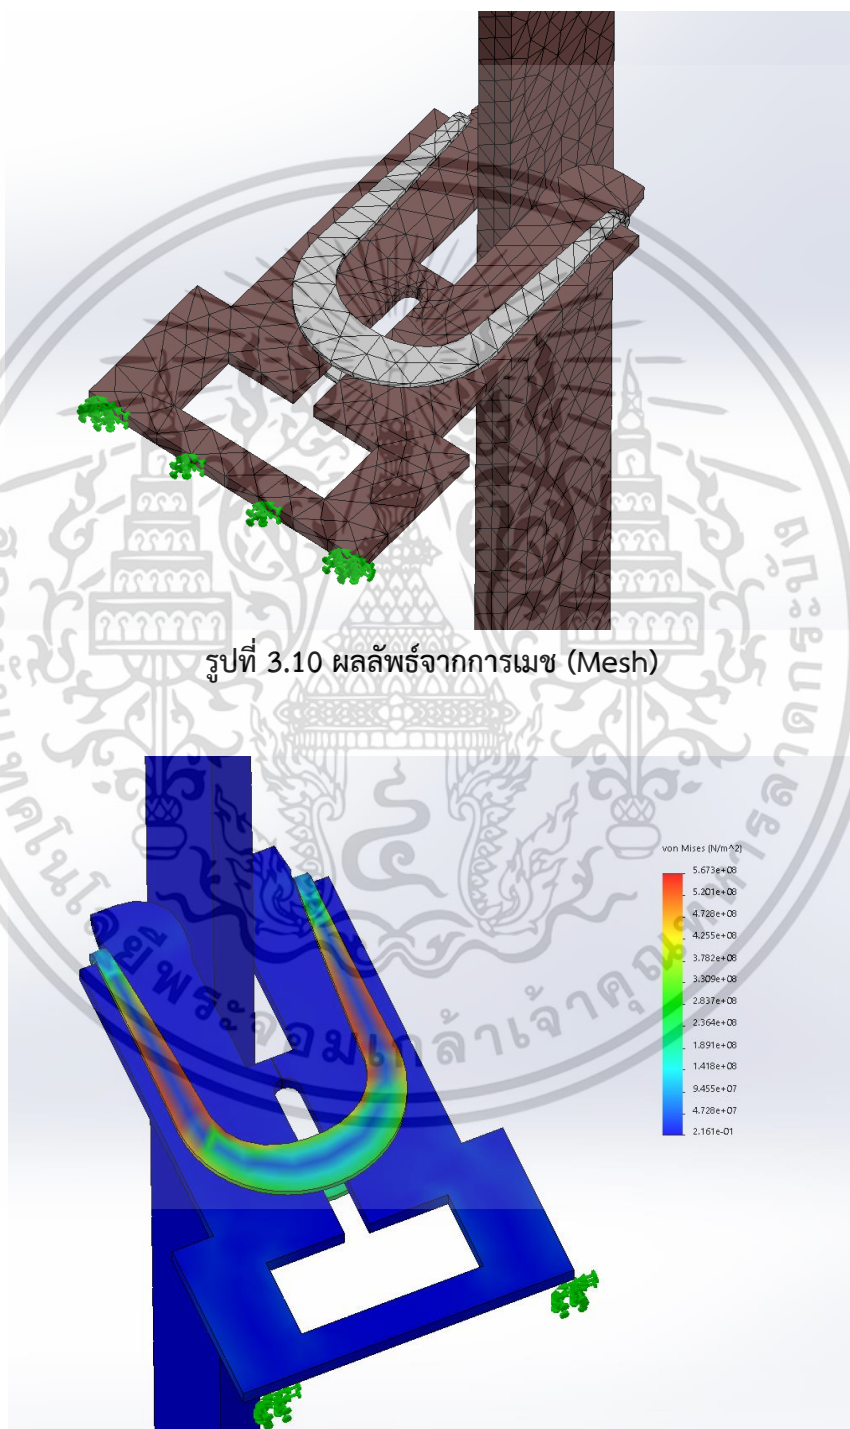 รูปที่ 3.10 ผลลัพธ์จากการเมช (Mesh)
von Mises (N/m^2)
5.673e+08
5.201e+08
4.728e+08
4.255e+08
3.782e+08
3.309e+08
2.837e+08
2.364e+08
1.891e+08
1.418e+08
9.455e+07
4.728e+07
2.161e-01